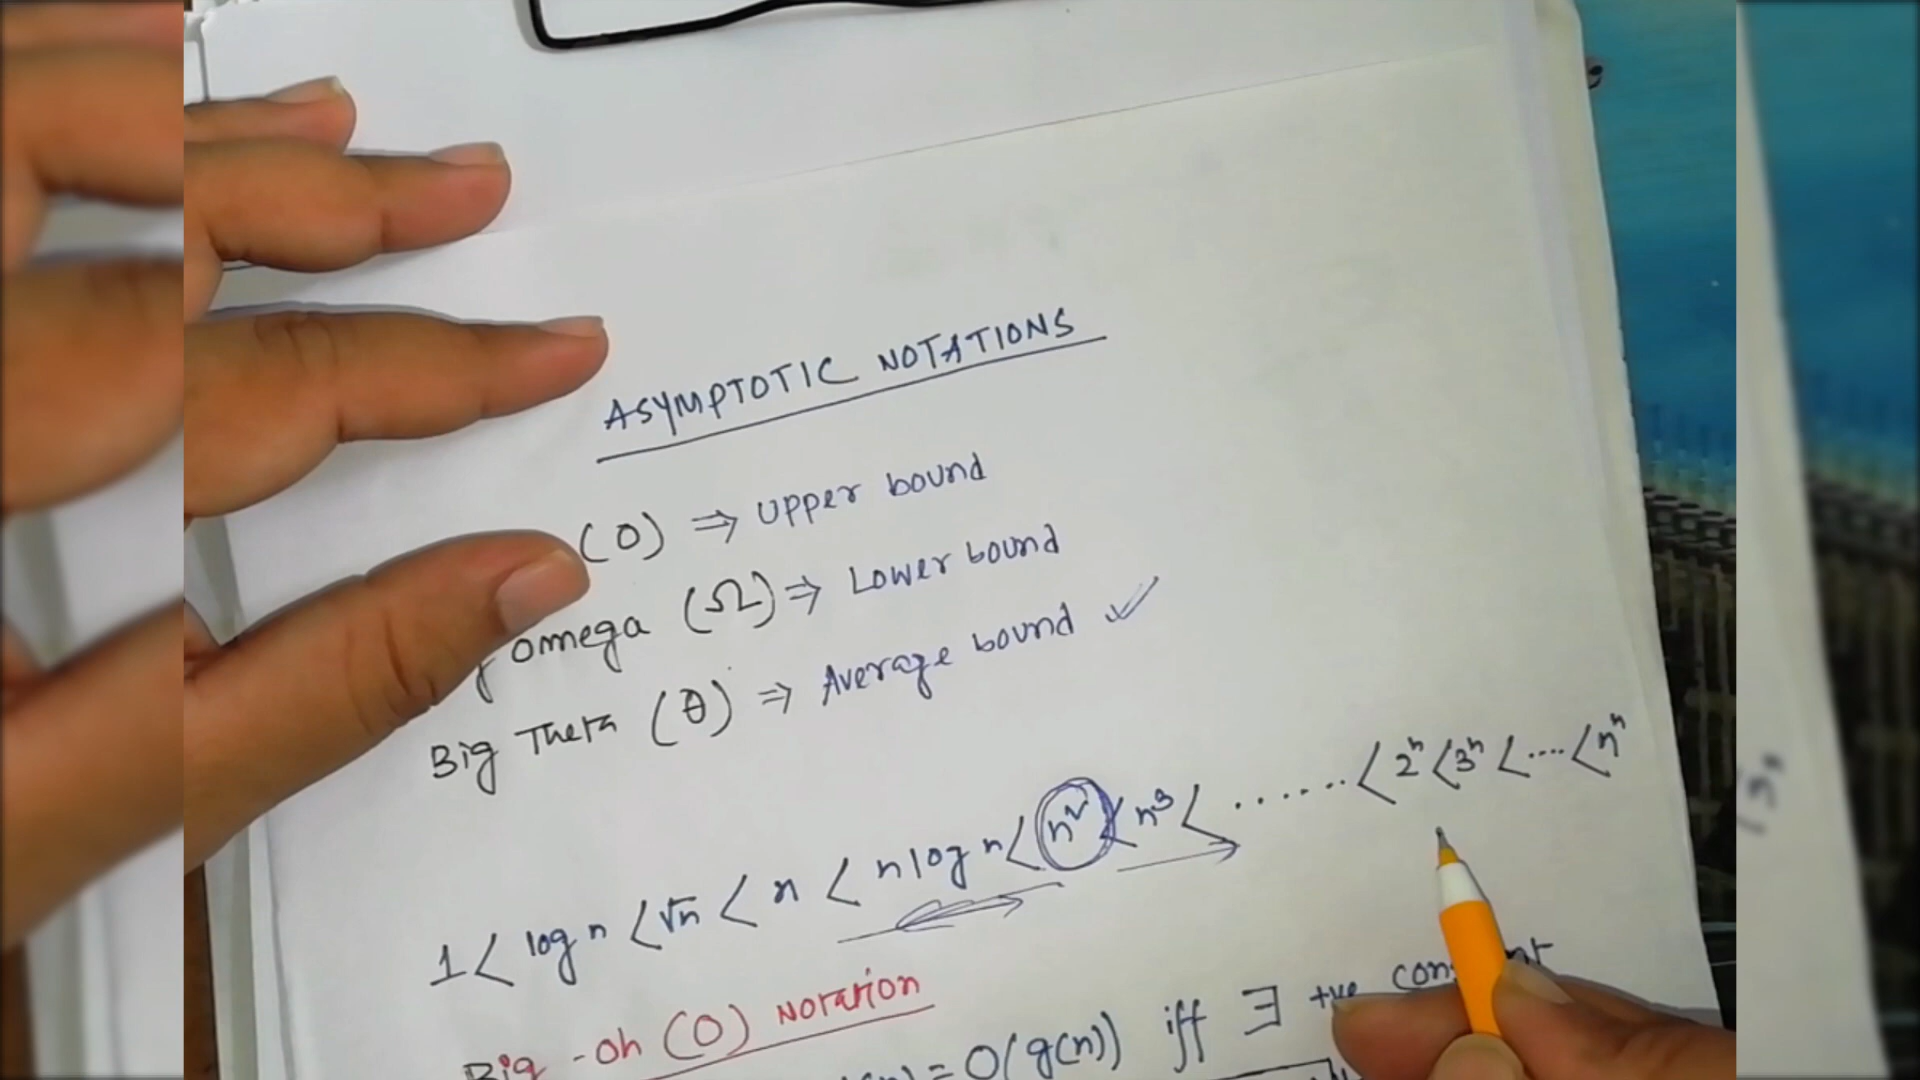 ASYMPTOTIC NOTATIONS
(O) ⇒ Upper bound
omega (Ω) ⇒ Lower bound
Big Theta (θ) ⇒ Average bound ✓
1 < log n < √n < n < n log n < n² < n³ < ...... < 2ⁿ < 3ⁿ < .... < nⁿ
Big-Oh (O) Notation
= O(g(n)) iff ∃ +ve